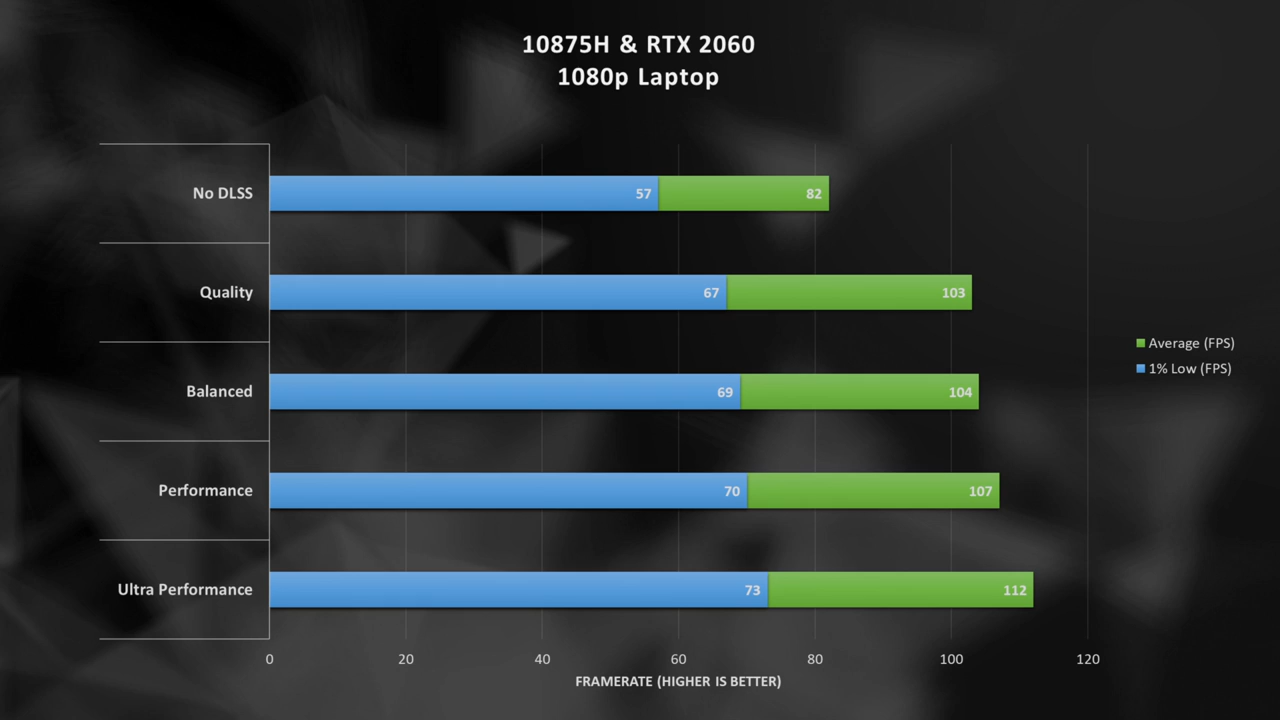 10875H & RTX 2060
1080p Laptop
No DLSS
57
82
Quality
67
103
Balanced
69
104
Performance
70
107
Ultra Performance
73
112
Average (FPS)
1% Low (FPS)
0 20 40 60 80 100 120
FRAMERATE (HIGHER IS BETTER)